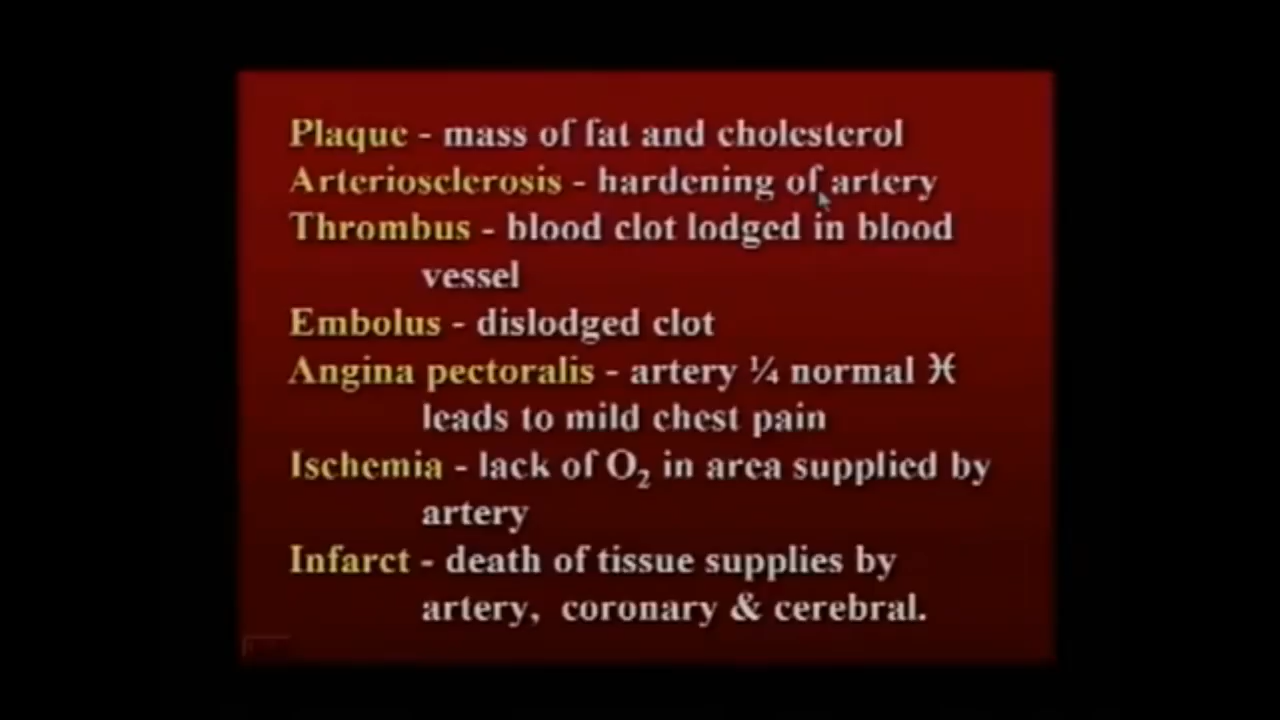 Plaque - mass of fat and cholesterol
Arteriosclerosis - hardening of artery
Thrombus - blood clot lodged in blood
vessel
Embolus - dislodged clot
Angina pectoralis - artery ¼ normal ♓
leads to mild chest pain
Ischemia - lack of O₂ in area supplied by
artery
Infarct - death of tissue supplies by
artery, coronary & cerebral.